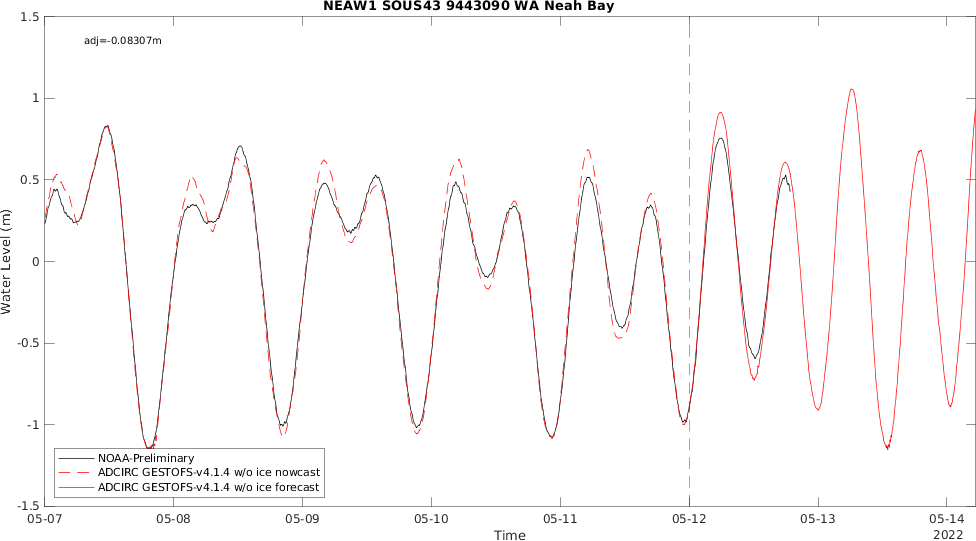 NEAW1 SOUS43 9443090 WA Neah Bay
adj=-0.08307m
Water Level (m)
1.5
1
0.5
0
-0.5
-1
-1.5
NOAA-Preliminary
ADCIRC GESTOFS-v4.1.4 w/o ice nowcast
ADCIRC GESTOFS-v4.1.4 w/o ice forecast
05-07 05-08 05-09 05-10 05-11 05-12 05-13 05-14
Time
2022